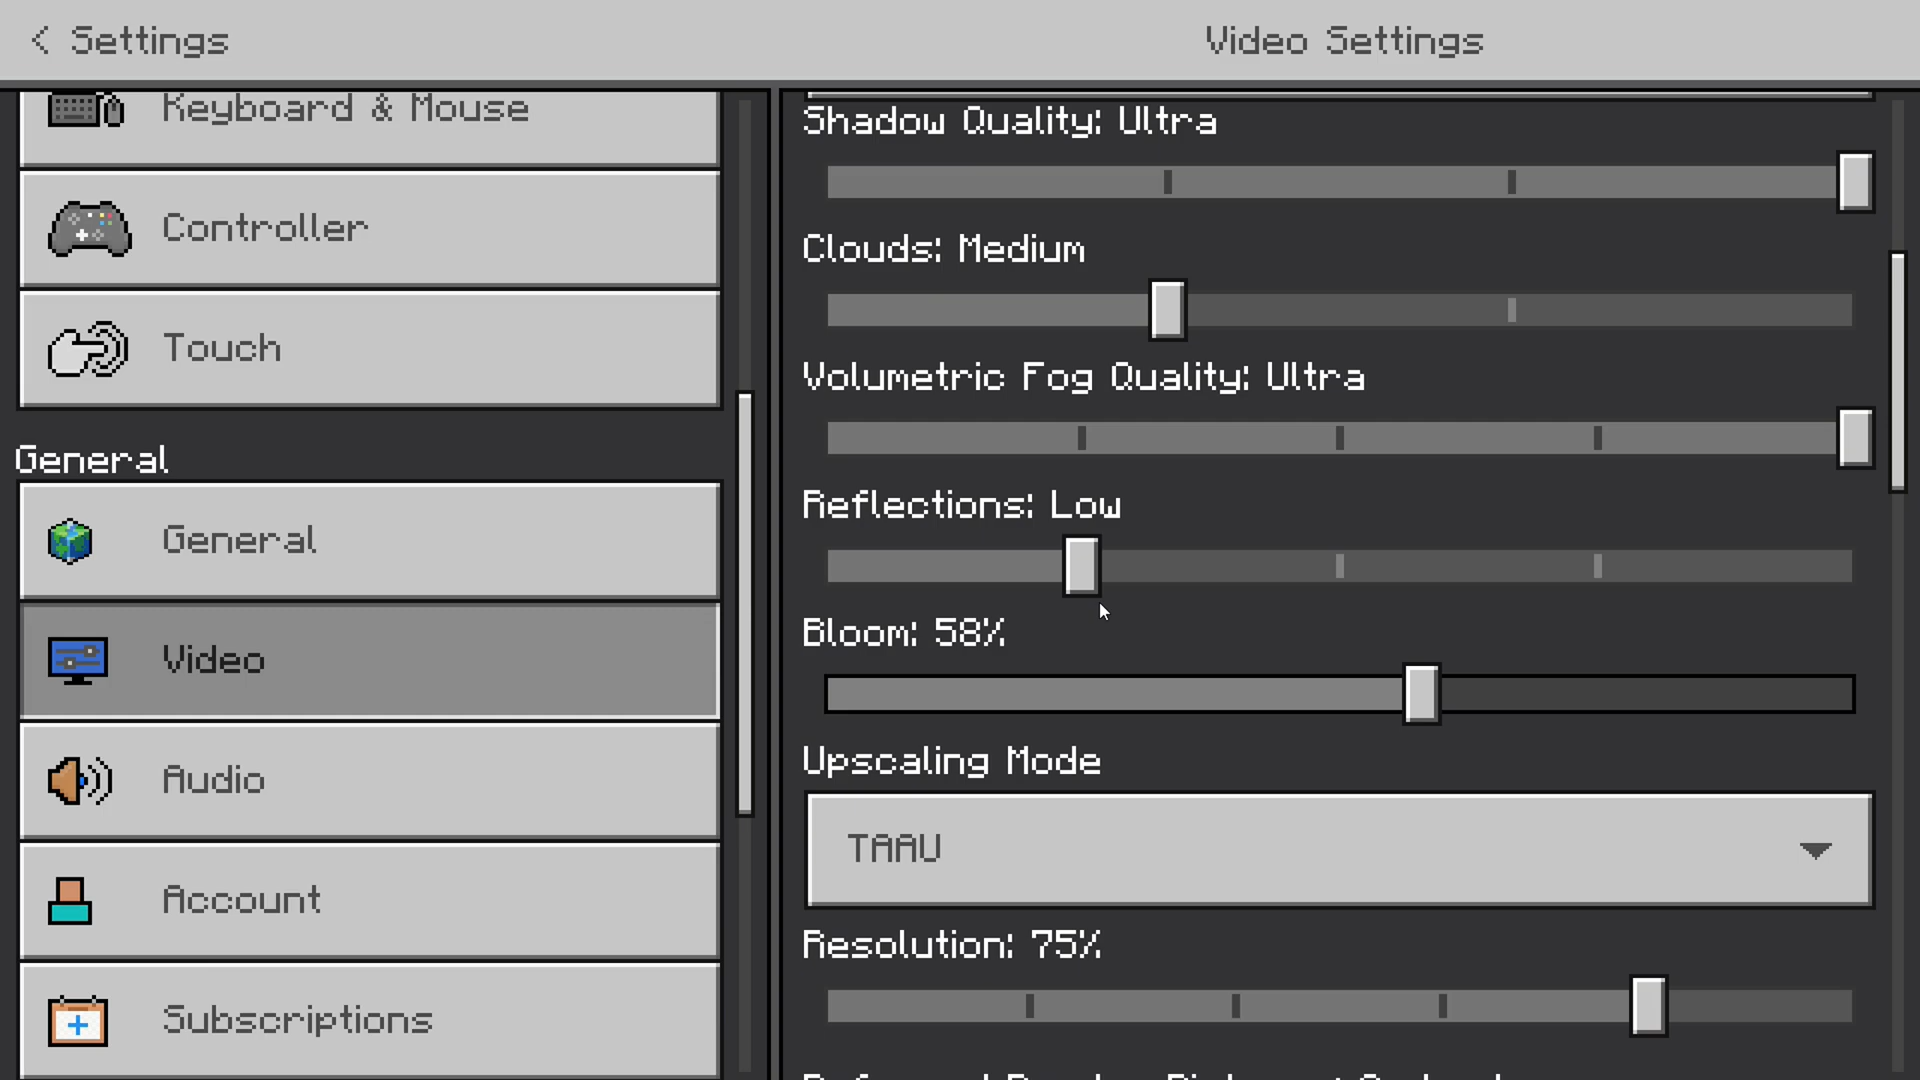 Settings
Video Settings
Keyboard & Mouse
Controller
Touch
General
General
Video
Audio
Account
Subscriptions
Shadow Quality: Ultra
Clouds: Medium
Volumetric Fog Quality: Ultra
Reflections: Low
Bloom: 58%
Upscaling Mode
TAAU
Resolution: 75%